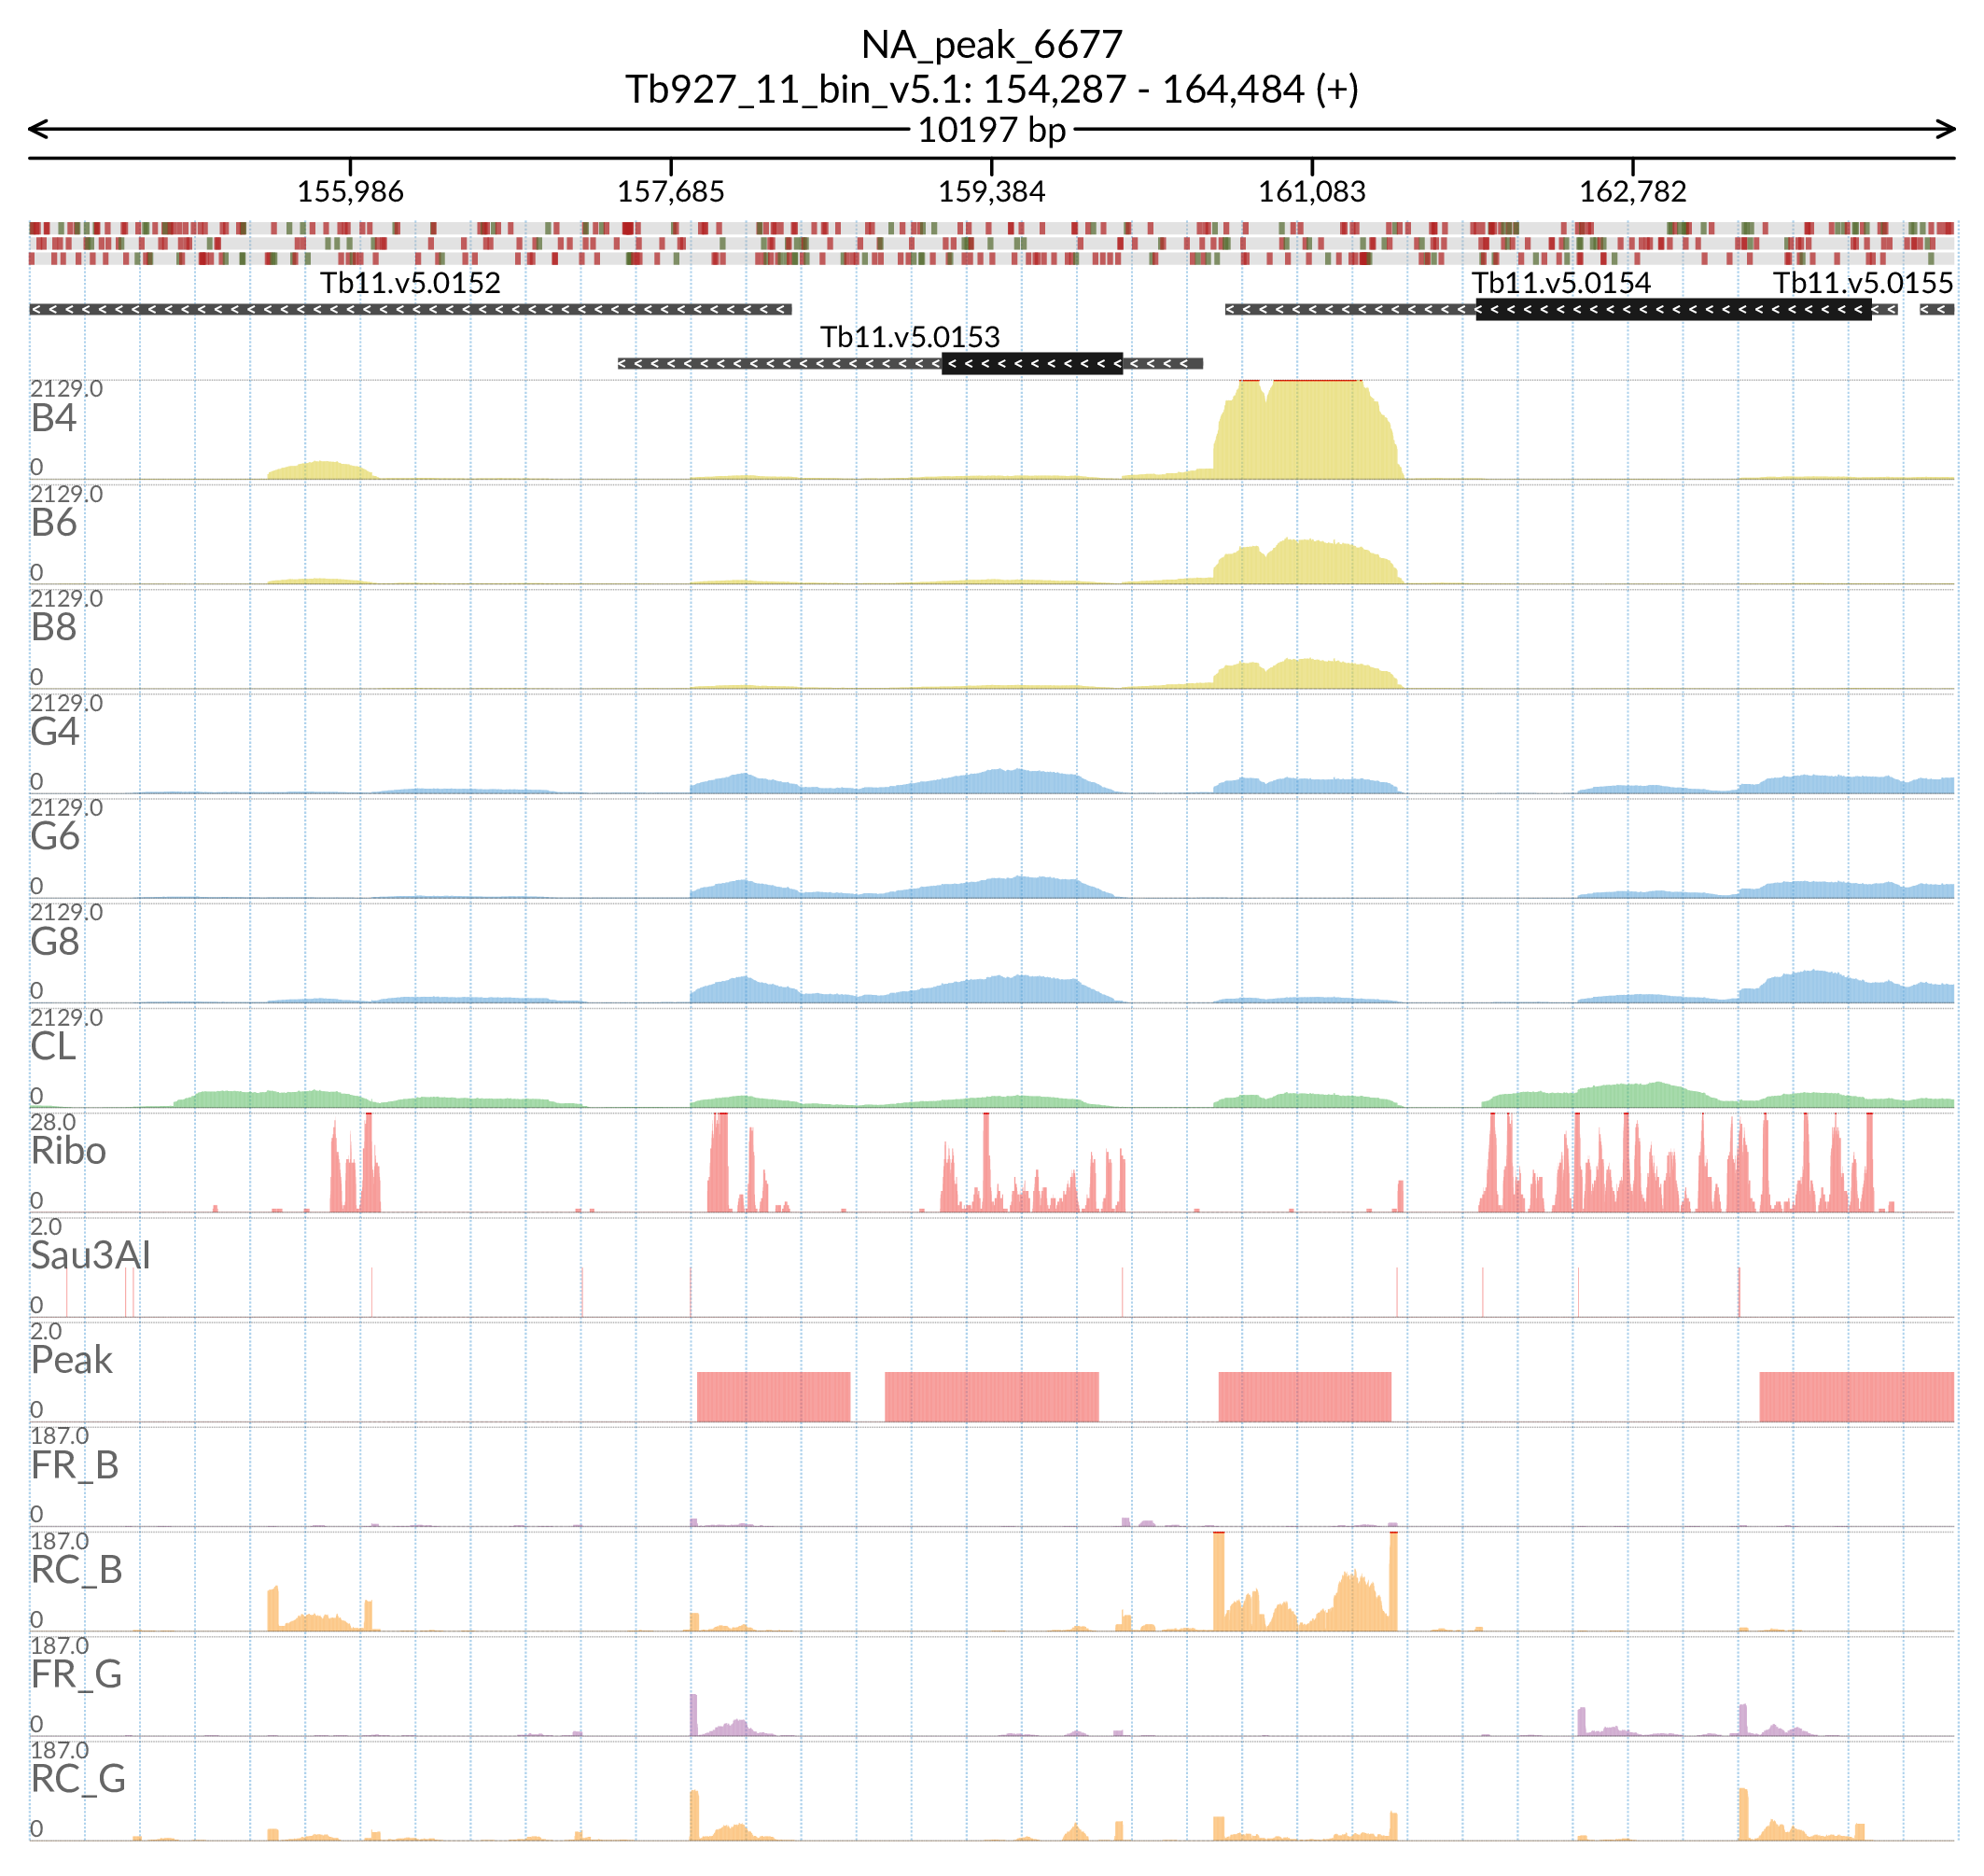 NA_peak_6677
Tb927_11_bin_v5.1: 154,287 - 164,484 (+)
10197 bp
155,986 157,685 159,384 161,083 162,782
Tb11.v5.0152 Tb11.v5.0154 Tb11.v5.0155
Tb11.v5.0153
2129.0
B4
0
2129.0
B6
0
2129.0
B8
0
2129.0
G4
0
2129.0
G6
0
2129.0
G8
0
2129.0
CL
0
28.0
Ribo
0
2.0
Sau3AI
0
2.0
Peak
0
187.0
FR_B
0
187.0
RC_B
0
187.0
FR_G
0
187.0
RC_G
0